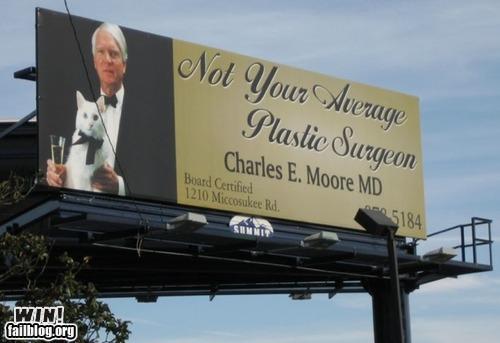 Not Your Average
Plastic Surgeon
Charles E. Moore MD
Board Certified
1210 Miccosukee Rd.
5184
SUMMIT
WIN!
failblog.org